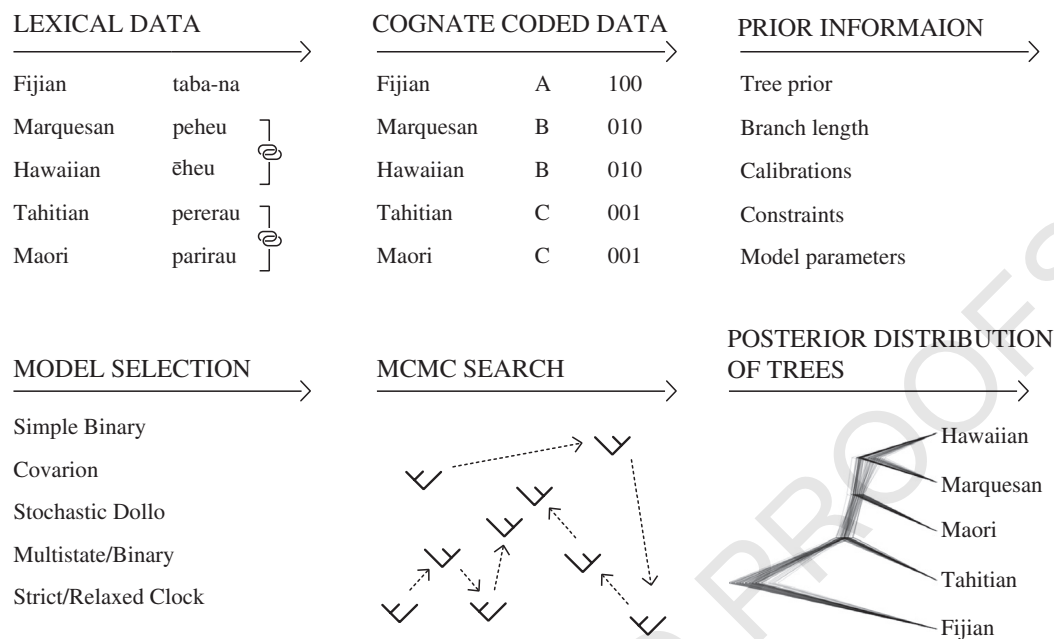 LEXICAL DATA
Fijian taba-na
Marquesan peheu
Hawaiian ēheu
Tahitian pererau
Maori parirau
COGNATE CODED DATA
Fijian A 100
Marquesan B 010
Hawaiian B 010
Tahitian C 001
Maori C 001
PRIOR INFORMAION
Tree prior
Branch length
Calibrations
Constraints
Model parameters
MODEL SELECTION
Simple Binary
Covarion
Stochastic Dollo
Multistate/Binary
Strict/Relaxed Clock
MCMC SEARCH
POSTERIOR DISTRIBUTION
OF TREES
Hawaiian
Marquesan
Maori
Tahitian
Fijian
PROOFS